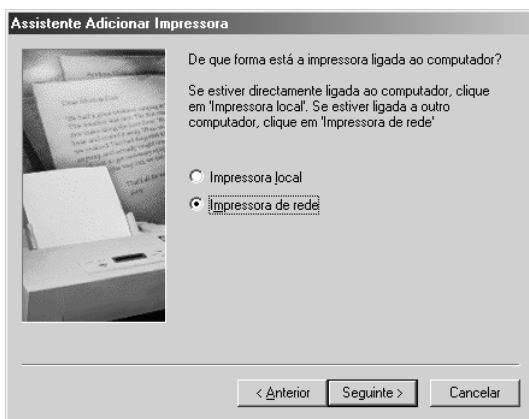 Assistente Adicionar Impressora
De que forma está a impressora ligada ao computador?
Se estiver directamente ligada ao computador, clique
em 'Impressora local'. Se estiver ligada a outro
computador, clique em 'Impressora de rede'
Impressora local
Impressora de rede
< Anterior
Seguinte >
Cancelar